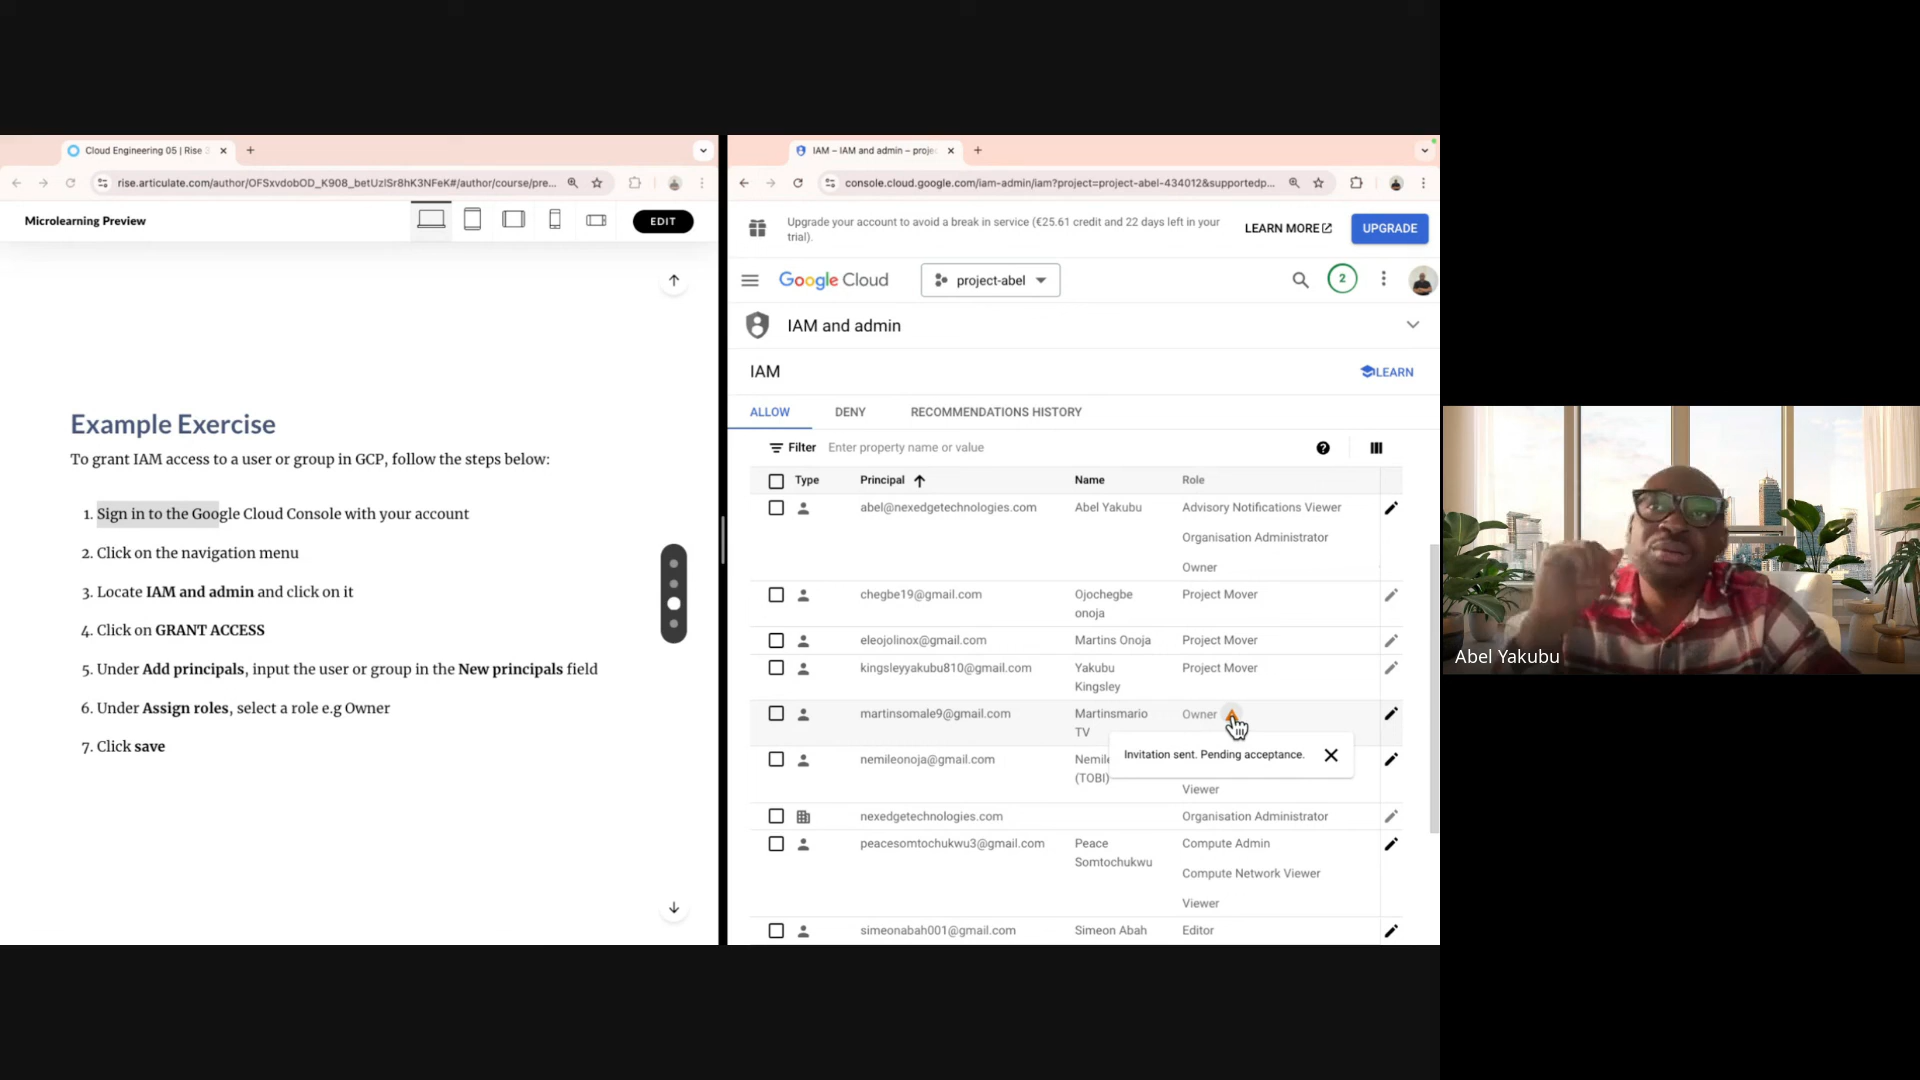 Cloud Engineering 05 | Rise
rise.articulate.com/author/OFSxvdobOD_K908_betUzlSr8hK3NFeK#/author/course/pre...
Microlearning Preview
EDIT
Example Exercise
To grant IAM access to a user or group in GCP, follow the steps below:
1. Sign in to the Google Cloud Console with your account
2. Click on the navigation menu
3. Locate IAM and admin and click on it
4. Click on GRANT ACCESS
5. Under Add principals, input the user or group in the New principals field
6. Under Assign roles, select a role e.g Owner
7. Click save
IAM – IAM and admin – proje
console.cloud.google.com/iam-admin/iam?project=project-abel-434012&supportedp...
Upgrade your account to avoid a break in service (€25.61 credit and 22 days left in your
trial).
LEARN MORE
UPGRADE
Google Cloud
project-abel
2
IAM and admin
IAM
LEARN
ALLOW
DENY
RECOMMENDATIONS HISTORY
Filter Enter property name or value
Type Principal Name Role
abel@nexedgetechnologies.com Abel Yakubu Advisory Notifications Viewer
Organisation Administrator
Owner
chegbe19@gmail.com Ojochegbe Project Mover
onoja
eleojolinox@gmail.com Martins Onoja Project Mover
kingsleyyakubu810@gmail.com Yakubu Project Mover
Kingsley
martinsomale9@gmail.com Martinsmario Owner
TV
Invitation sent. Pending acceptance.
nemileonoja@gmail.com Nemile
(TOBI)
Viewer
nexedgetechnologies.com Organisation Administrator
peacesomtochukwu3@gmail.com Peace Compute Admin
Somtochukwu
Compute Network Viewer
Viewer
simeonabah001@gmail.com Simeon Abah Editor
Abel Yakubu